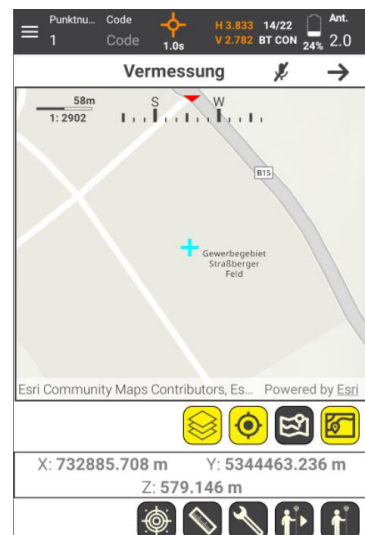 Punktnu... Code H 3.833 14/22 Ant.
1 Code 1.0s V 2.782 BT CON 24% 2.0
Vermessung
58m
1: 2902
S W
B15
Gewerbegebiet
Straßberger
Feld
Esri Community Maps Contributors, Es... Powered by Esri
X: 732885.708 m Y: 5344463.236 m
Z: 579.146 m